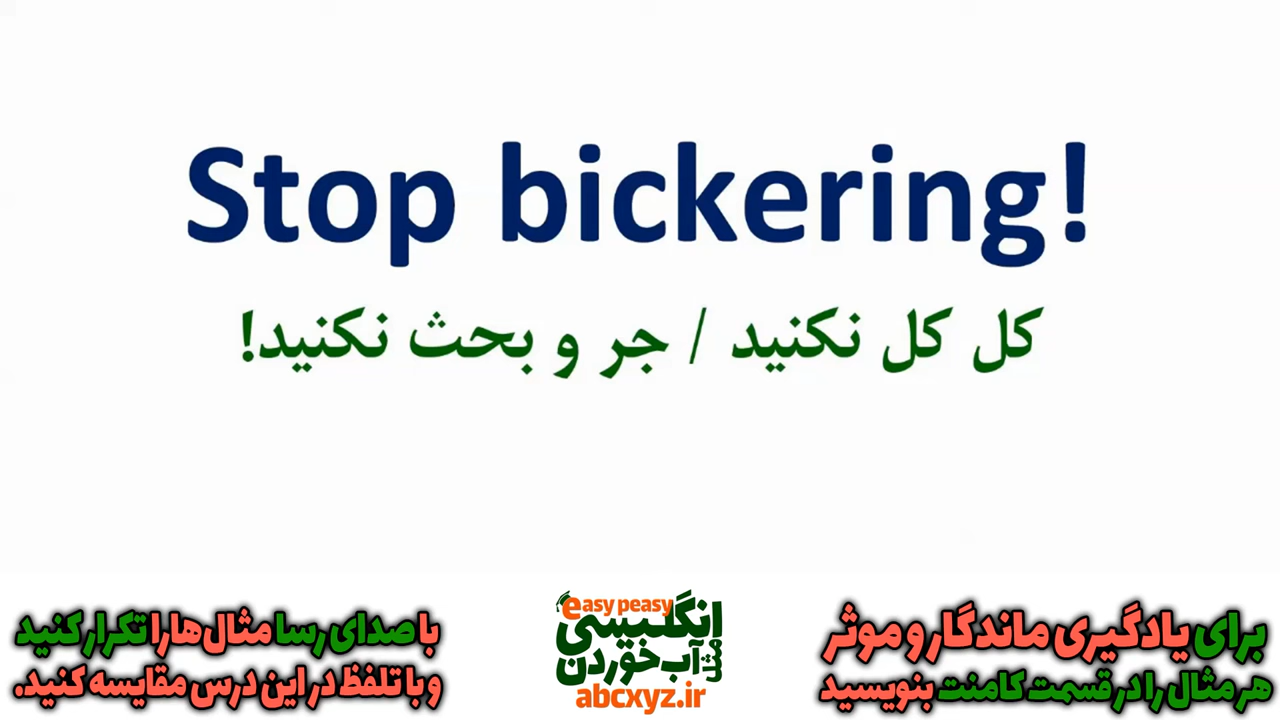 Stop bickering!
کل کل نکنید / جر و بحث نکنید!
برای یادگیری ماندگار و موثر
هر مثال را در قسمت کامنت بنویسید
easy peasy
انگلیسی
مثل آب خوردن
abcxyz.ir
با صدای رسا مثال‌ها را تکرار کنید
و با تلفظ در این درس مقایسه کنید.